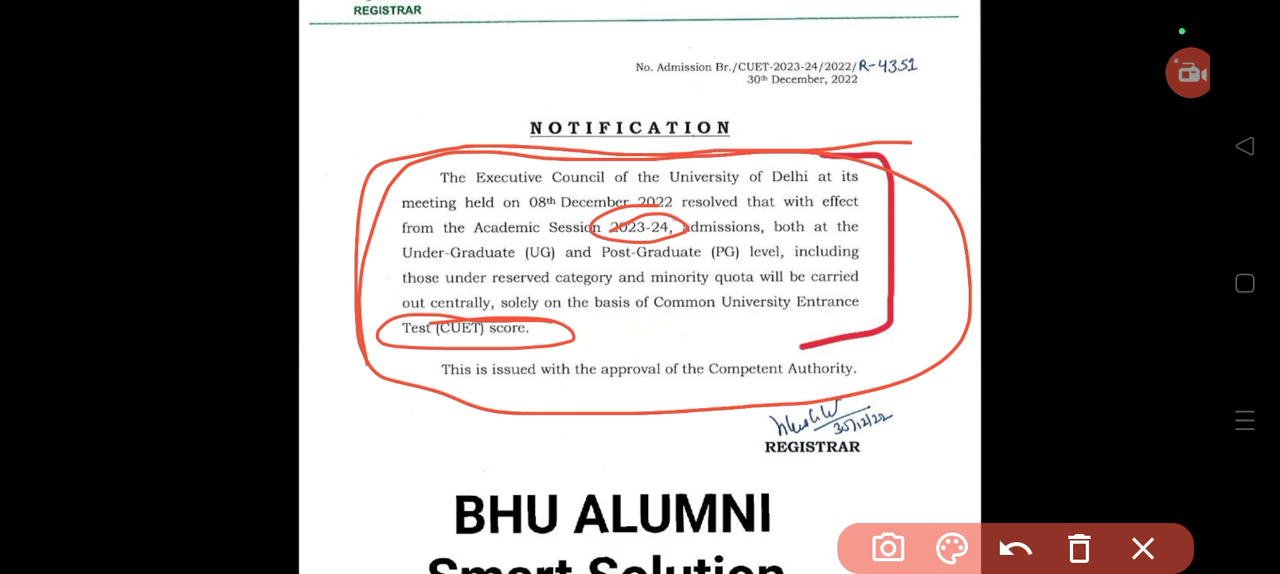 REGISTRAR
No. Admission Br./CUET-2023-24/2022/R-4351
30th December, 2022
NOTIFICATION
The Executive Council of the University of Delhi at its
meeting held on 08th December 2022 resolved that with effect
from the Academic Session 2023-24, admissions, both at the
Under-Graduate (UG) and Post-Graduate (PG) level, including
those under reserved category and minority quota will be carried
out centrally, solely on the basis of Common University Entrance
Test (CUET) score.
This is issued with the approval of the Competent Authority.
30/12/22
REGISTRAR
BHU ALUMNI
Smart Solution